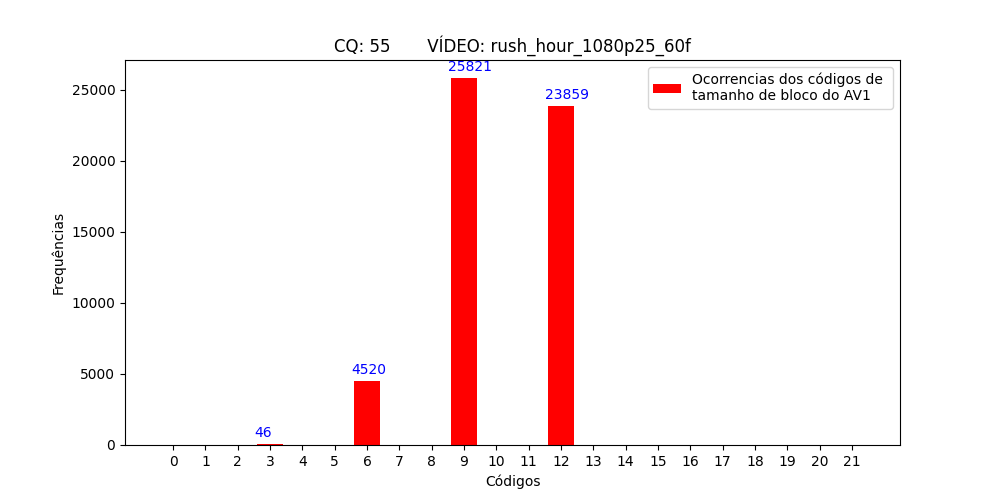 CQ: 55 VÍDEO: rush_hour_1080p25_60f
Ocorrencias dos códigos de
tamanho de bloco do AV1
25821
23859
4520
46
Frequências
25000
20000
15000
10000
5000
0
0 1 2 3 4 5 6 7 8 9 10 11 12 13 14 15 16 17 18 19 20 21
Códigos